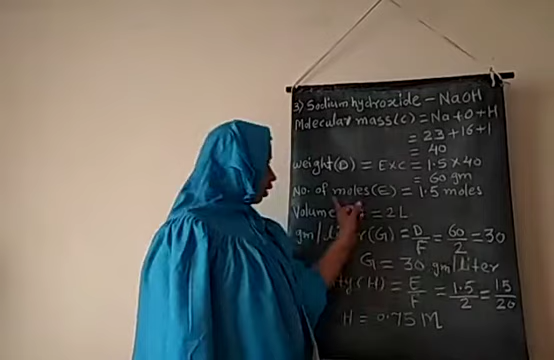 3) Sodium hydroxide - NaOH
Molecular mass(c) = Na+O+H
= 23+16+1
= 40
weight(D) = E×C = 1.5×40
= 60 gm
No. of moles(E) = 1.5 moles
Volume = 2L
gm/liter(G) = D/F = 60/2 = 30
G = 30 gm/liter
(H) = E/F = 1.5/2 = 15/20
H = 0.75 M